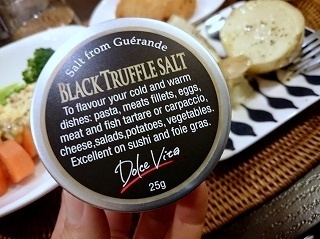 Salt from Guérande
BLACK TRUFFLE SALT
To flavour your cold and warm
dishes: pasta, meats fillets, eggs,
meat and fish tartare or carpaccio,
cheese,salads,potatoes, vegetables.
Excellent on sushi and foie gras.
Dolce Vita
25g